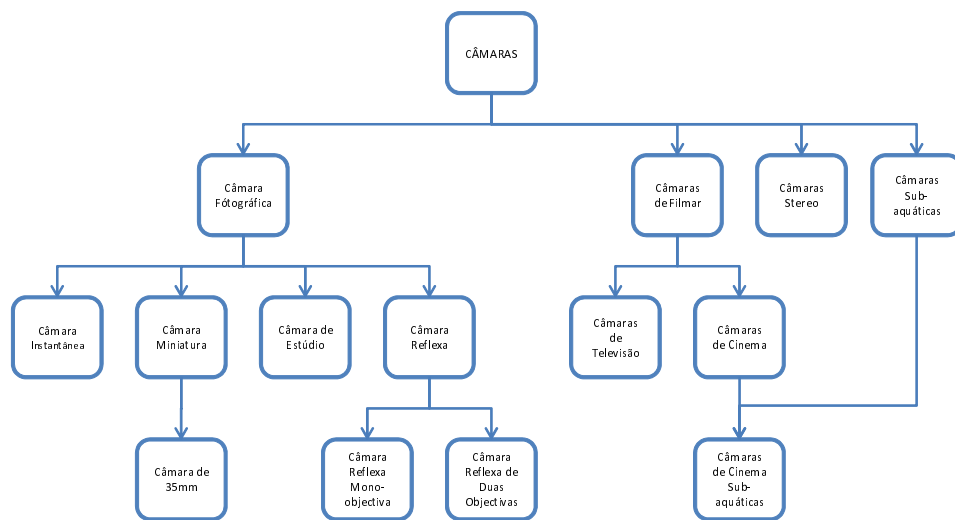 CÂMARAS
Câmara
Fótográfica
Câmaras
de Filmar
Câmaras
Stereo
Câmaras
Sub-
aquáticas
Câmara
Instantânea
Câmara
Miniatura
Câmara de
Estúdio
Câmara
Reflexa
Câmaras
de
Televisão
Câmaras
de Cinema
Câmara de
35mm
Câmara
Reflexa
Mono-
objectiva
Câmara
Reflexa de
Duas
Objectivas
Câmaras
de Cinema
Sub-
aquáticas